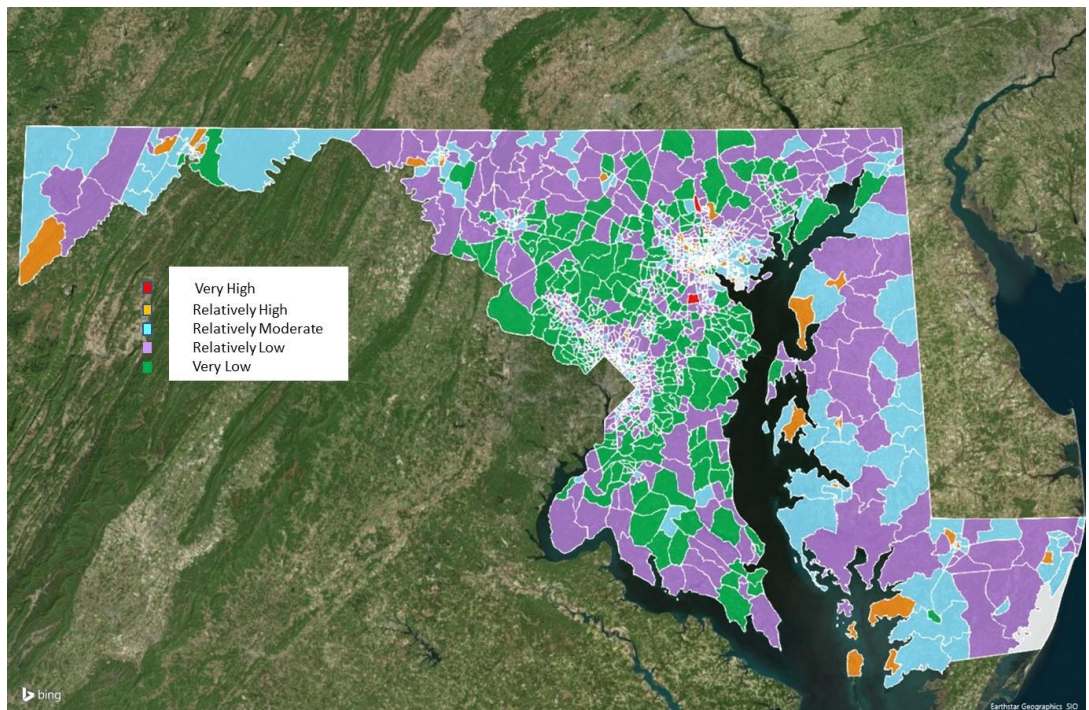 Very High
Relatively High
Relatively Moderate
Relatively Low
Very Low
bing
Earthstar Geographics SIO